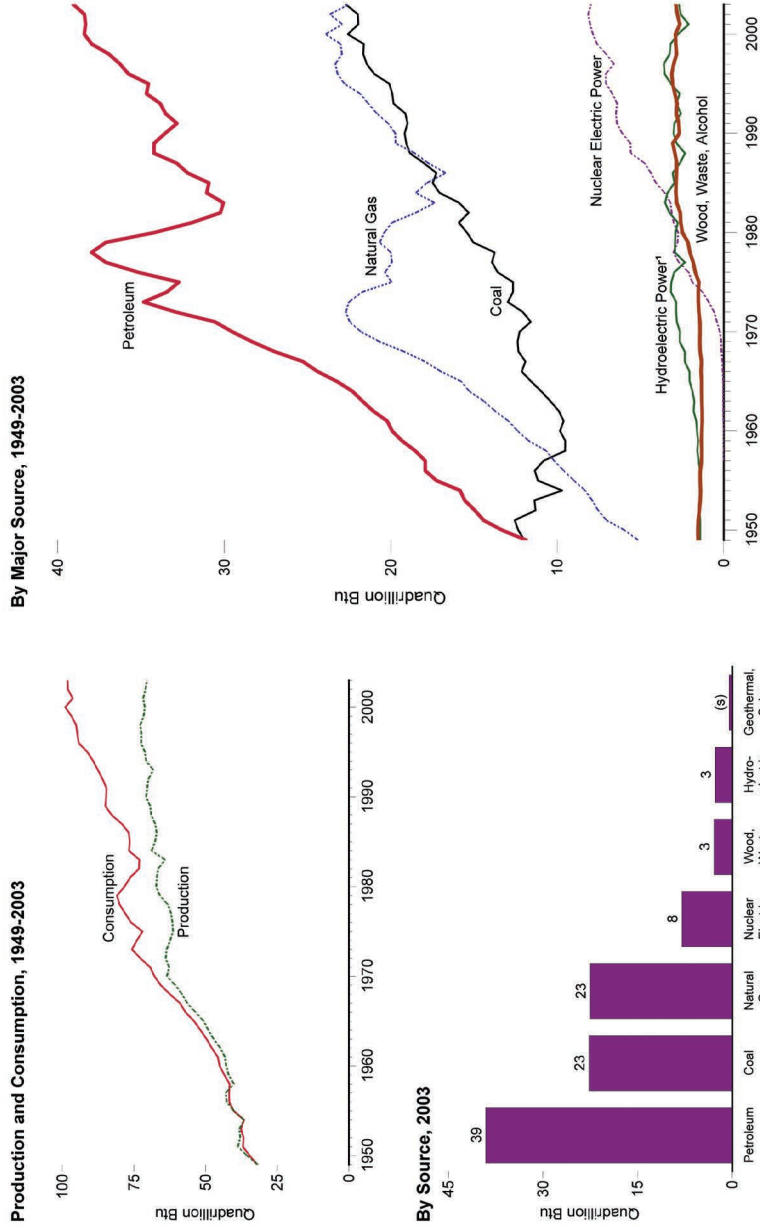 Production and Consumption, 1949-2003
100
75
50
25
0
Quadrillion Btu
Consumption
Production
1950
1960
1970
1980
1990
2000
By Major Source, 1949-2003
40
30
20
10
0
Quadrillion Btu
Petroleum
Natural Gas
Coal
Nuclear Electric Power
Hydroelectric Power¹
Wood, Waste, Alcohol
1950
1960
1970
1980
1990
2000
By Source, 2003
45
30
15
0
Quadrillion Btu
39
23
23
8
3
3
(s)
Petroleum
Coal
Natural
Nuclear
Wood,
Hydro-
Geothermal,